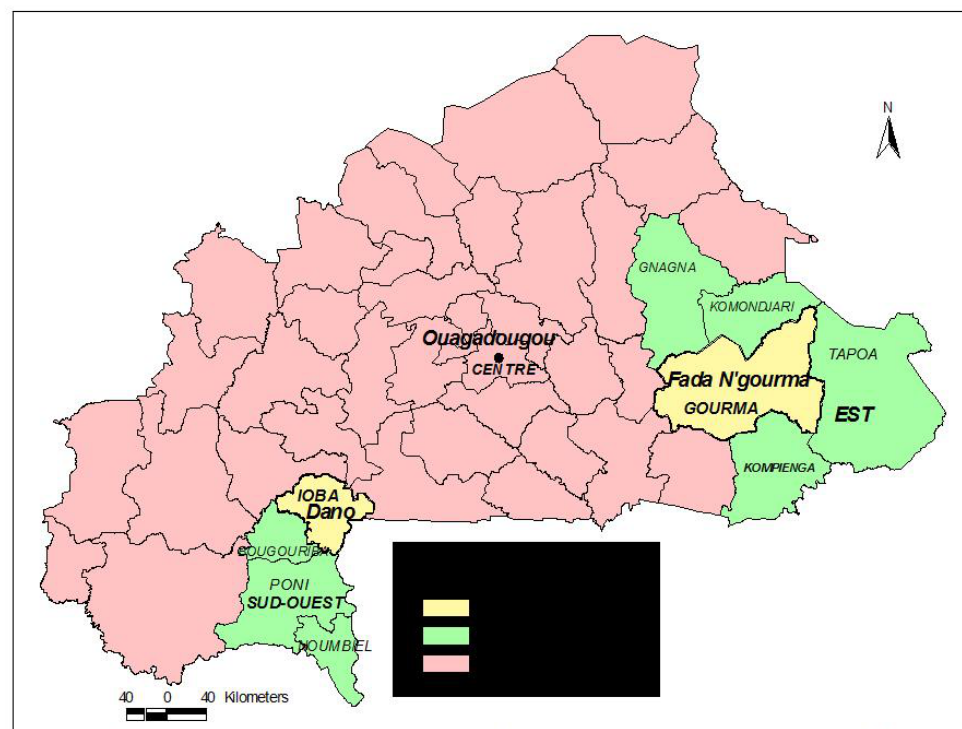 N
GNAGNA
KOMONDJARI
Ouagadougou
CENTRE
TAPOA
Fada N'gourma
GOURMA
EST
KOMPIENGA
IOBA
Dano
BOUGOURIBA
PONI
SUD-OUEST
NOUMBIEL
40 0 40 Kilometers